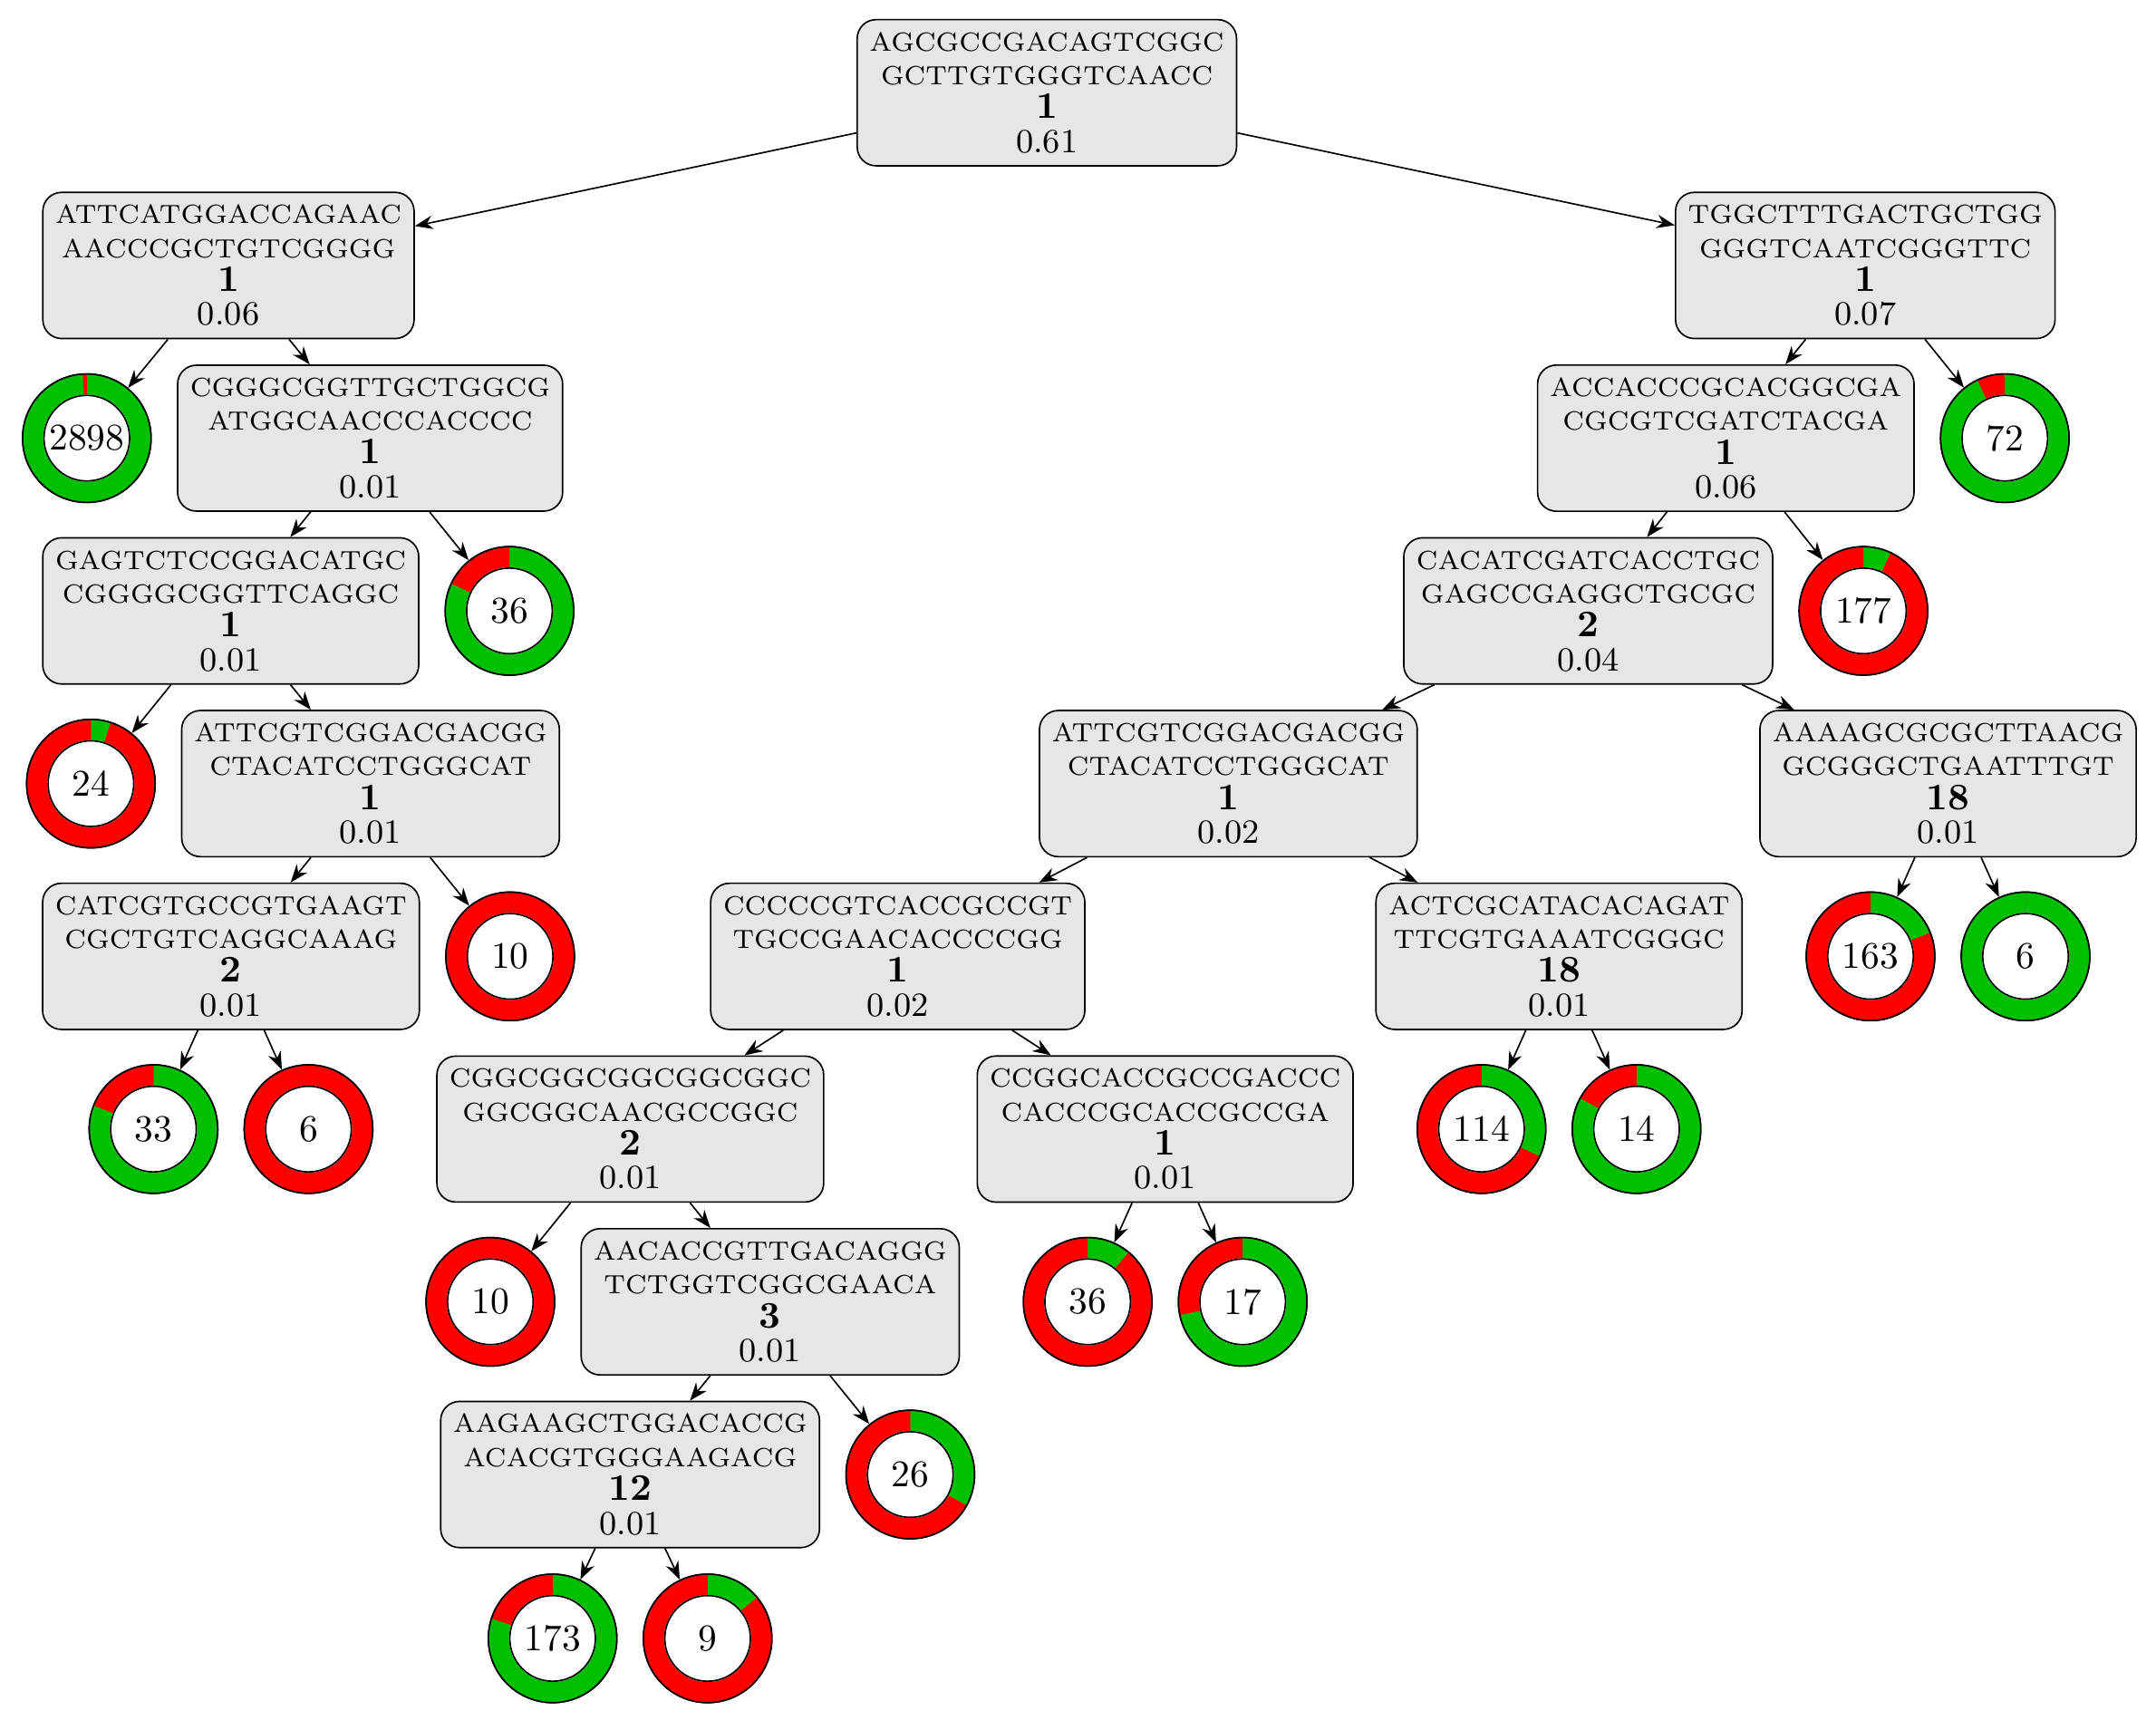 AGCGCCGACAGTCGGC
GCTTGTGGGTCAACC
1
0.61
ATTCATGGACCAGAAC
AACCCGCTGTCGGGG
1
0.06
TGGCTTTGACTGCTGG
GGGTCAATCGGGTTC
1
0.07
2898
CGGGCGGTTGCTGGCG
ATGGCAACCCACCCC
1
0.01
ACCACCCGCACGGCGA
CGCGTCGATCTACGA
1
0.06
72
GAGTCTCCGGACATGC
CGGGGCGGTTCAGGC
1
0.01
36
CACATCGATCACCTGC
GAGCCGAGGCTGCGC
2
0.04
177
24
ATTCGTCGGACGACGG
CTACATCCTGGGCAT
1
0.01
ATTCGTCGGACGACGG
CTACATCCTGGGCAT
1
0.02
AAAAGCGCGCTTAACG
GCGGGCTGAATTTGT
18
0.01
CATCGTGCCGTGAAGT
CGCTGTCAGGCAAAG
2
0.01
10
CCCCCGTCACCGCCGT
TGCCGAACACCCCGG
1
0.02
ACTCGCATACACAGAT
TTCGTGAAATCGGGC
18
0.01
163
6
33
6
CGGCGGCGGCGGCGGC
GGCGGCAACGCCGGC
2
0.01
CCGGCACCGCCGACCC
CACCCGCACCGCCGA
1
0.01
114
14
10
AACACCGTTGACAGGG
TCTGGTCGGCGAACA
3
0.01
36
17
AAGAAGCTGGACACCG
ACACGTGGGAAGACG
12
0.01
26
173
9